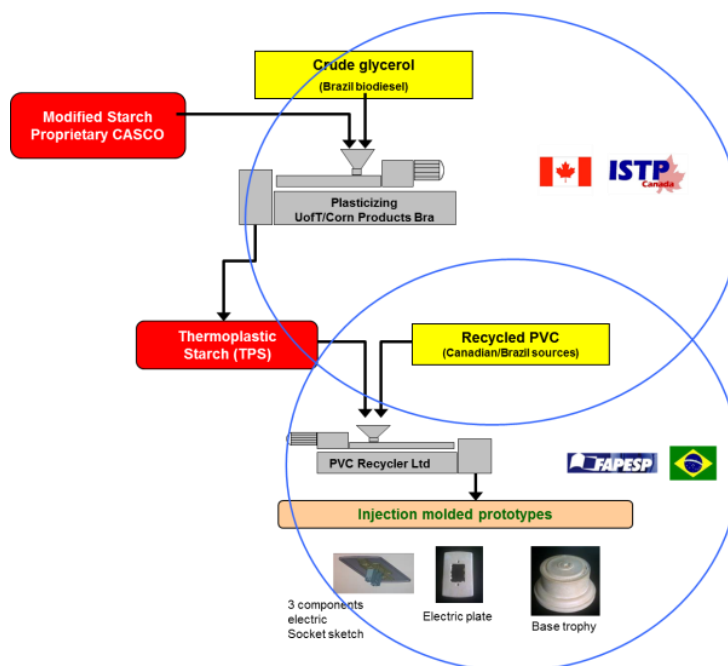 Crude glycerol
(Brazil biodiesel)
Modified Starch
Proprietary CASCO
ISTP
Canada
Plasticizing
UofT/Corn Products Bra
Thermoplastic
Starch (TPS)
Recycled PVC
(Canadian/Brazil sources)
PVC Recycler Ltd
FAPESP
Injection molded prototypes
3 components
electric
Socket sketch
Electric plate
Base trophy